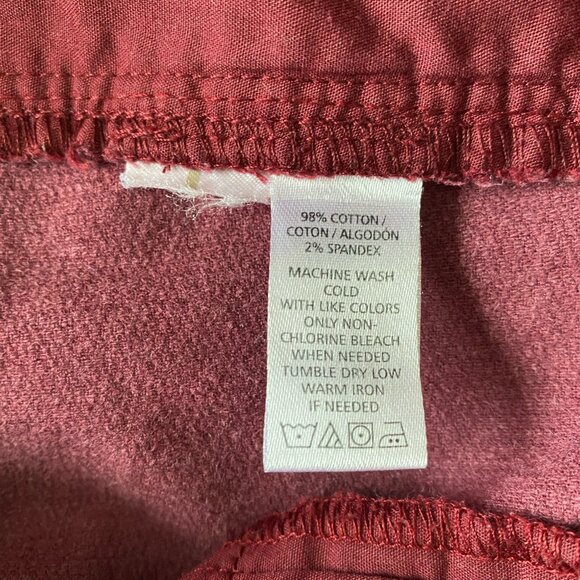 98% COTTON /
COTON / ALGODÓN
2% SPANDEX
MACHINE WASH
COLD
WITH LIKE COLORS
ONLY NON-
CHLORINE BLEACH
WHEN NEEDED
TUMBLE DRY LOW
WARM IRON
IF NEEDED